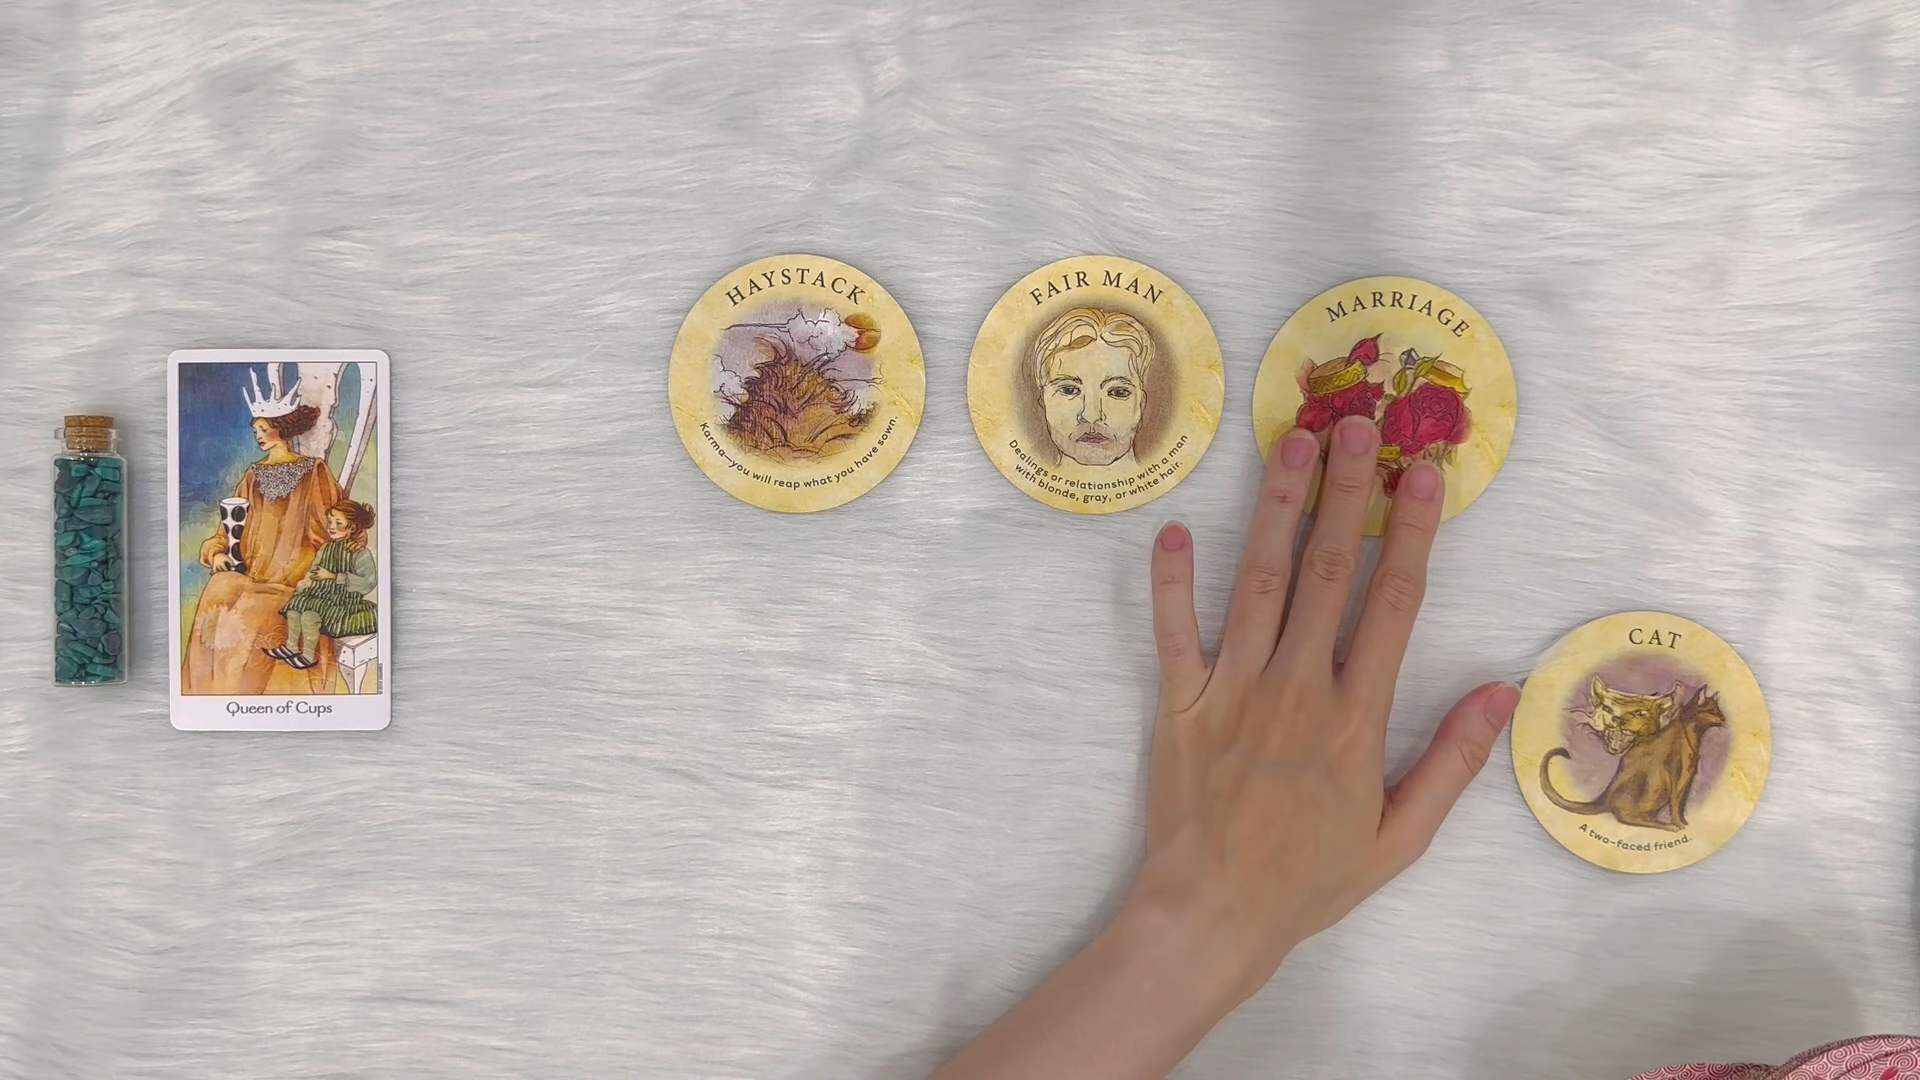 HAYSTACK
Karma—you will reap what you have sown.
FAIR MAN
Dealings or relationship with a man
with blonde, gray, or white hair.
MARRIAGE
Queen of Cups
CAT
A two-faced friend.